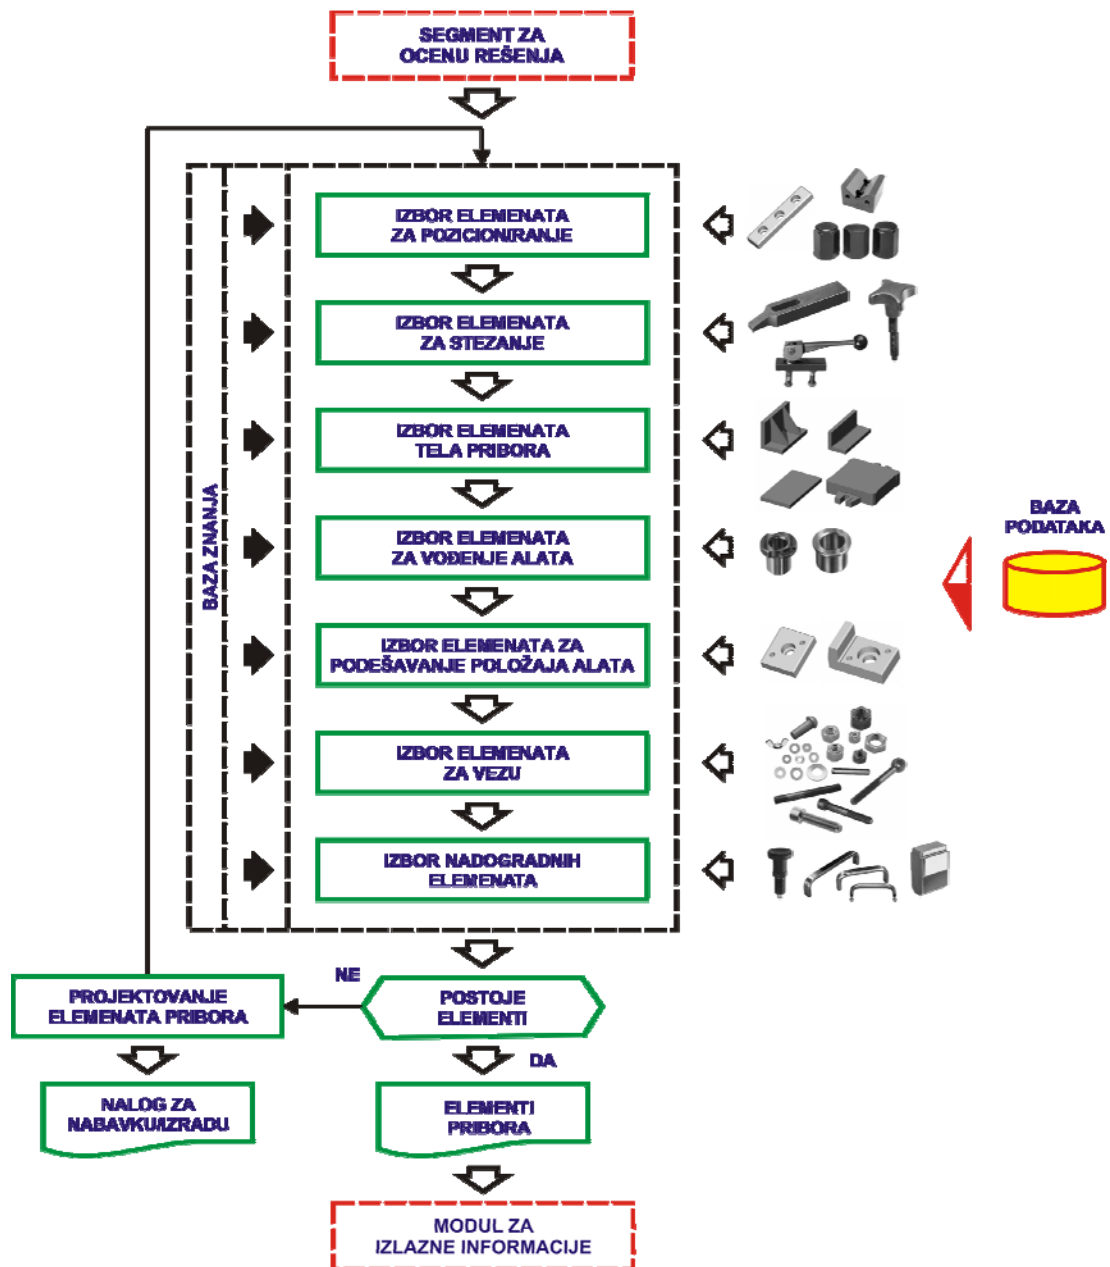 SEGMENT ZA
OCENU REŠENJA
IZBOR ELEMENATA
ZA POZICIONIRANJE
IZBOR ELEMENATA
ZA STEZANJE
IZBOR ELEMENATA
TELA PRIBORA
IZBOR ELEMENATA
ZA VOĐENJE ALATA
IZBOR ELEMENATA ZA
PODEŠAVANJE POLOŽAJA ALATA
IZBOR ELEMENATA
ZA VEZU
IZBOR NADOGRADNIH
ELEMENATA
BAZA ZNANJA
BAZA
PODATAKA
NE
PROJEKTOVANJE
ELEMENATA PRIBORA
POSTOJE
ELEMENTI
DA
NALOG ZA
NABAVKU/IZRADU
ELEMENTI
PRIBORA
MODUL ZA
IZLAZNE INFORMACIJE